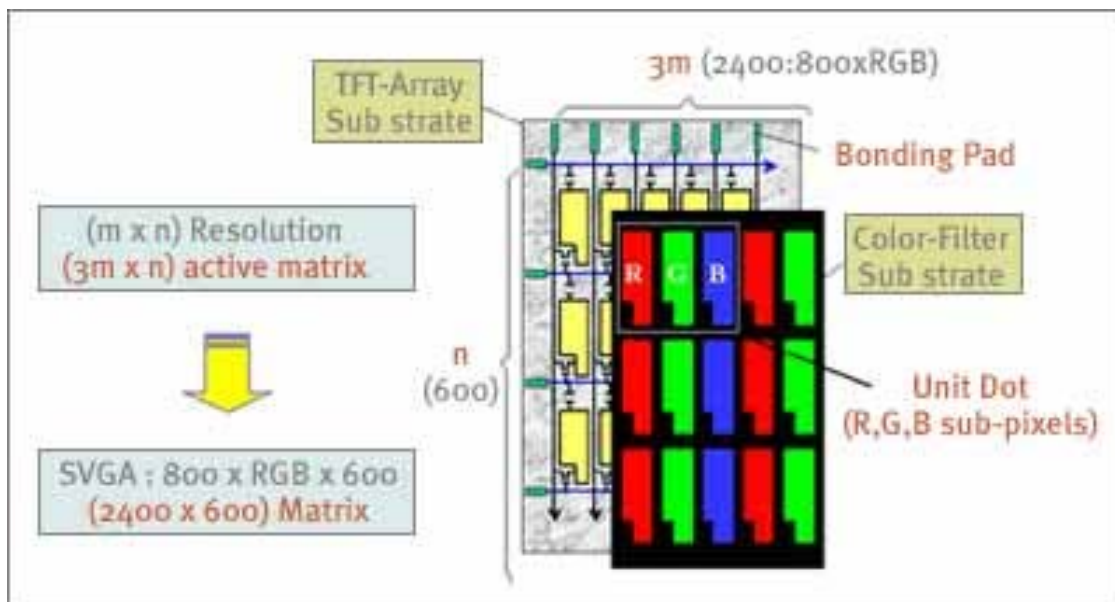 3m (2400:800xRGB)
TFT-Array
Sub strate
Bonding Pad
(m x n) Resolution
(3m x n) active matrix
Color-Filter
Sub strate
R G B
n
(600)
Unit Dot
(R,G,B sub-pixels)
SVGA : 800 x RGB x 600
(2400 x 600) Matrix